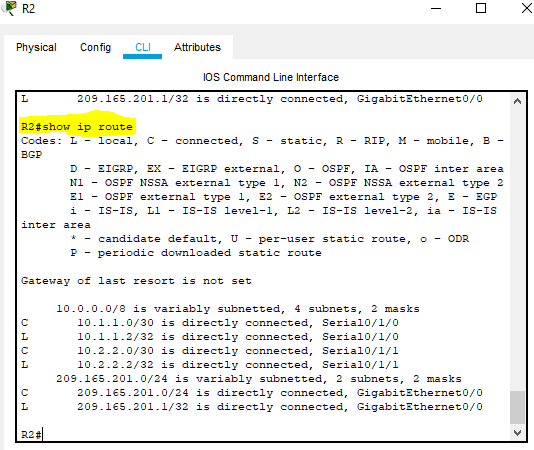 R2
Physical Config CLI Attributes
IOS Command Line Interface
L 209.165.201.1/32 is directly connected, GigabitEthernet0/0
R2#show ip route
Codes: L - local, C - connected, S - static, R - RIP, M - mobile, B -
BGP
D - EIGRP, EX - EIGRP external, O - OSPF, IA - OSPF inter area
N1 - OSPF NSSA external type 1, N2 - OSPF NSSA external type 2
E1 - OSPF external type 1, E2 - OSPF external type 2, E - EGP
i - IS-IS, L1 - IS-IS level-1, L2 - IS-IS level-2, ia - IS-IS
inter area
* - candidate default, U - per-user static route, o - ODR
P - periodic downloaded static route
Gateway of last resort is not set
10.0.0.0/8 is variably subnetted, 4 subnets, 2 masks
C 10.1.1.0/30 is directly connected, Serial0/1/0
L 10.1.1.2/32 is directly connected, Serial0/1/0
C 10.2.2.0/30 is directly connected, Serial0/1/1
L 10.2.2.2/32 is directly connected, Serial0/1/1
209.165.201.0/24 is variably subnetted, 2 subnets, 2 masks
C 209.165.201.0/24 is directly connected, GigabitEthernet0/0
L 209.165.201.1/32 is directly connected, GigabitEthernet0/0
R2#